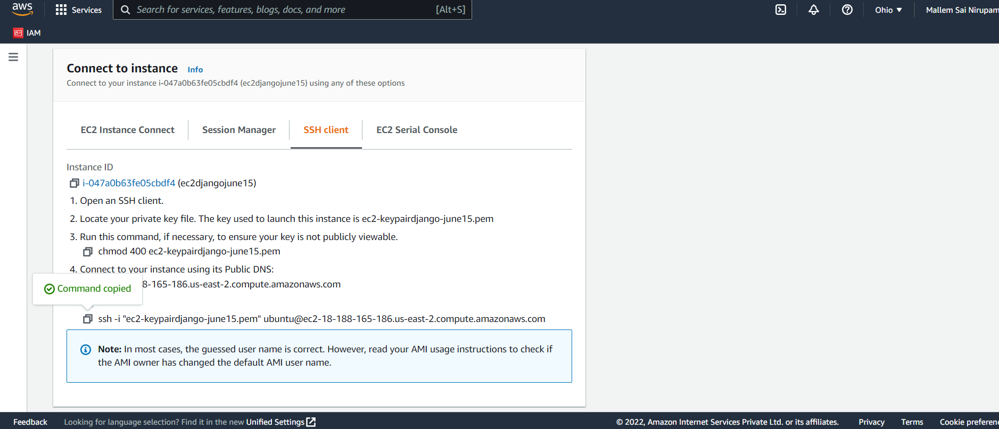 aws
Services
Search for services, features, blogs, docs, and more
[Alt+S]
Ohio
Mallem Sai Nirupam
IAM
Connect to instance Info
Connect to your instance i-047a0b63fe05cbdf4 (ec2djangojune15) using any of these options
EC2 Instance Connect
Session Manager
SSH client
EC2 Serial Console
Instance ID
i-047a0b63fe05cbdf4 (ec2djangojune15)
1. Open an SSH client.
2. Locate your private key file. The key used to launch this instance is ec2-keypairdjango-june15.pem
3. Run this command, if necessary, to ensure your key is not publicly viewable.
chmod 400 ec2-keypairdjango-june15.pem
4. Connect to your instance using its Public DNS:
8-165-186.us-east-2.compute.amazonaws.com
Command copied
ssh -i "ec2-keypairdjango-june15.pem" ubuntu@ec2-18-188-165-186.us-east-2.compute.amazonaws.com
Note: In most cases, the guessed user name is correct. However, read your AMI usage instructions to check if
the AMI owner has changed the default AMI user name.
Feedback
Looking for language selection? Find it in the new Unified Settings
© 2022, Amazon Internet Services Private Ltd. or its affiliates.
Privacy
Terms
Cookie preferen